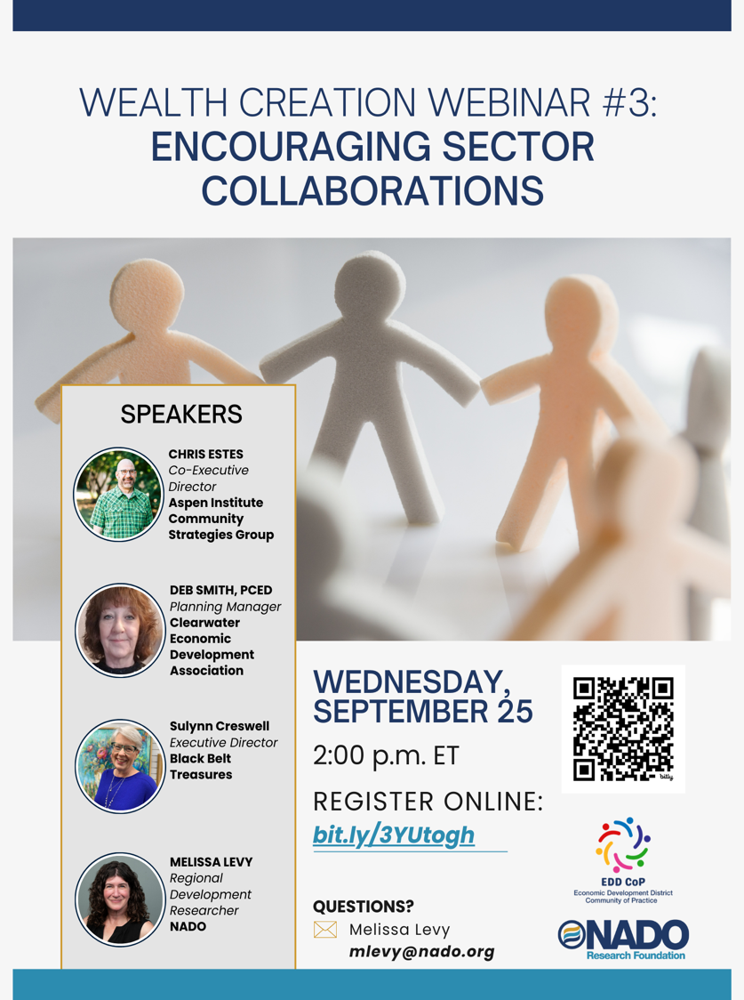 WEALTH CREATION WEBINAR #3:
ENCOURAGING SECTOR
COLLABORATIONS
SPEAKERS
CHRIS ESTES
Co-Executive
Director
Aspen Institute
Community
Strategies Group
DEB SMITH, PCED
Planning Manager
Clearwater
Economic
Development
Association
Sulynn Creswell
Executive Director
Black Belt
Treasures
MELISSA LEVY
Regional
Development
Researcher
NADO
WEDNESDAY,
SEPTEMBER 25
2:00 p.m. ET
REGISTER ONLINE:
bit.ly/3YUtogh
QUESTIONS?
Melissa Levy
mlevy@nado.org
bitly
EDD CoP
Economic Development District
Community of Practice
NADO
Research Foundation